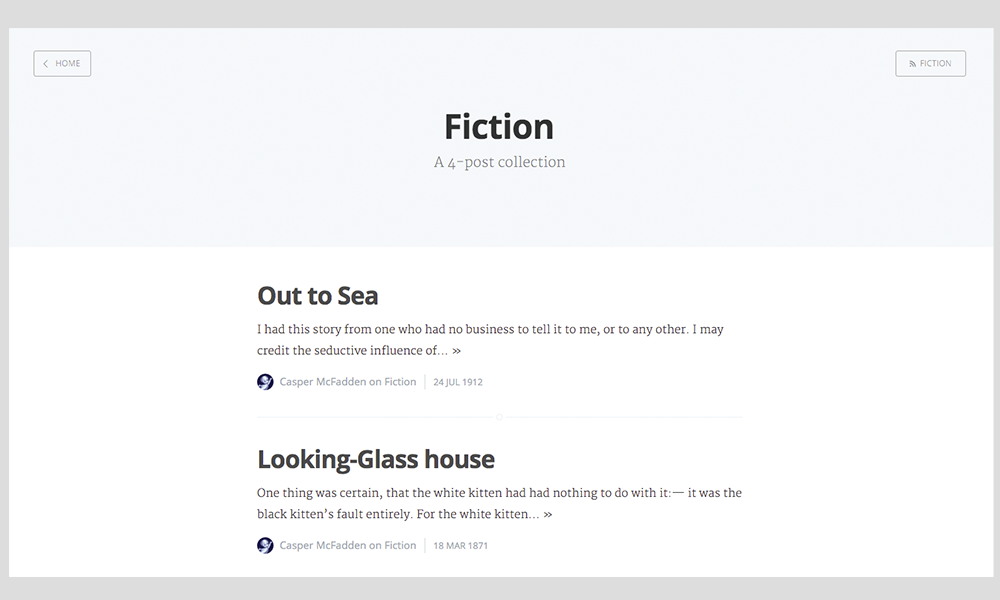 HOME
FICTION
Fiction
A 4-post collection
Out to Sea
I had this story from one who had no business to tell it to me, or to any other. I may
credit the seductive influence of... »
Casper McFadden on Fiction
24 JUL 1912
Looking-Glass house
One thing was certain, that the white kitten had had nothing to do with it:— it was the
black kitten’s fault entirely. For the white kitten... »
Casper McFadden on Fiction
18 MAR 1871